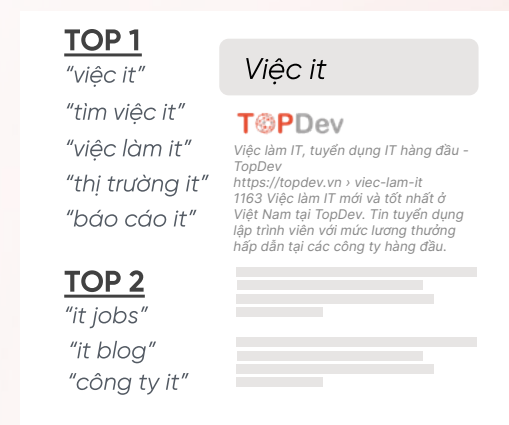 TOP 1
“việc it”
“tìm việc it”
“việc làm it”
“thị trường it”
“báo cáo it”
TOP 2
“it jobs”
“it blog”
“công ty it”
Việc it
TOPDev
Việc làm IT, tuyển dụng IT hàng đầu -
TopDev
https://topdev.vn › viec-lam-it
1163 Việc làm IT mới và tốt nhất ở
Việt Nam tại TopDev. Tin tuyển dụng
lập trình viên với mức lương thưởng
hấp dẫn tại các công ty hàng đầu.